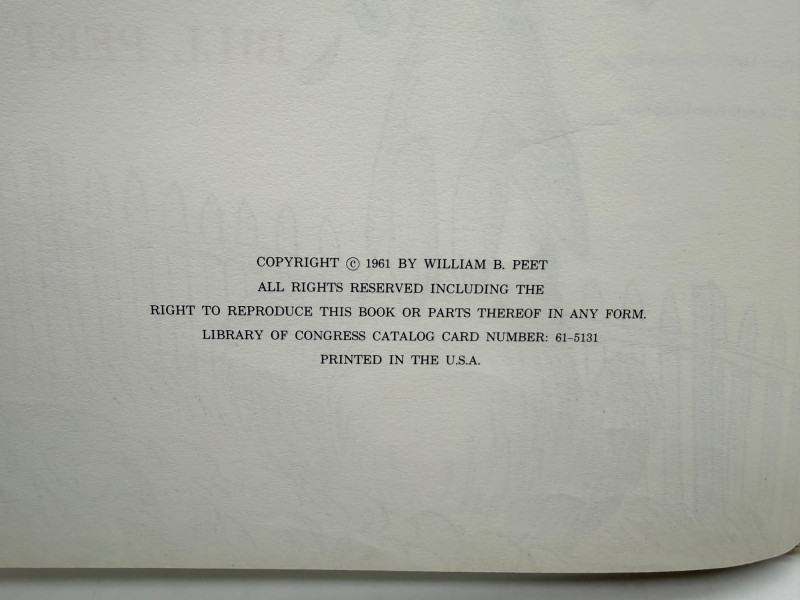 COPYRIGHT © 1961 BY WILLIAM B. PEET
ALL RIGHTS RESERVED INCLUDING THE
RIGHT TO REPRODUCE THIS BOOK OR PARTS THEREOF IN ANY FORM.
LIBRARY OF CONGRESS CATALOG CARD NUMBER: 61-5131
PRINTED IN THE U.S.A.